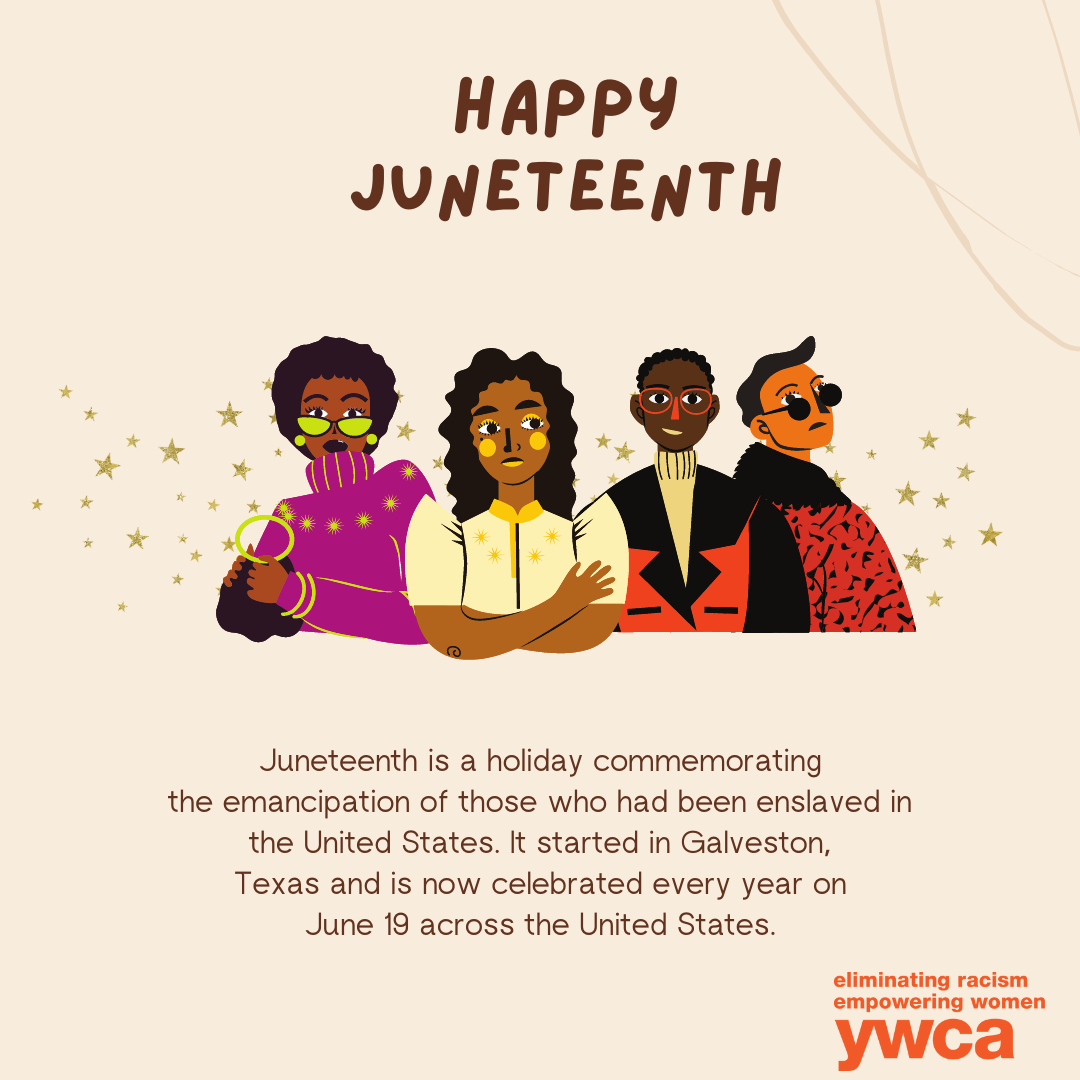 HAPPY
JUNETEENTH
Juneteenth is a holiday commemorating
the emancipation of those who had been enslaved in
the United States. It started in Galveston,
Texas and is now celebrated every year on
June 19 across the United States.
eliminating racism
empowering women
ywca